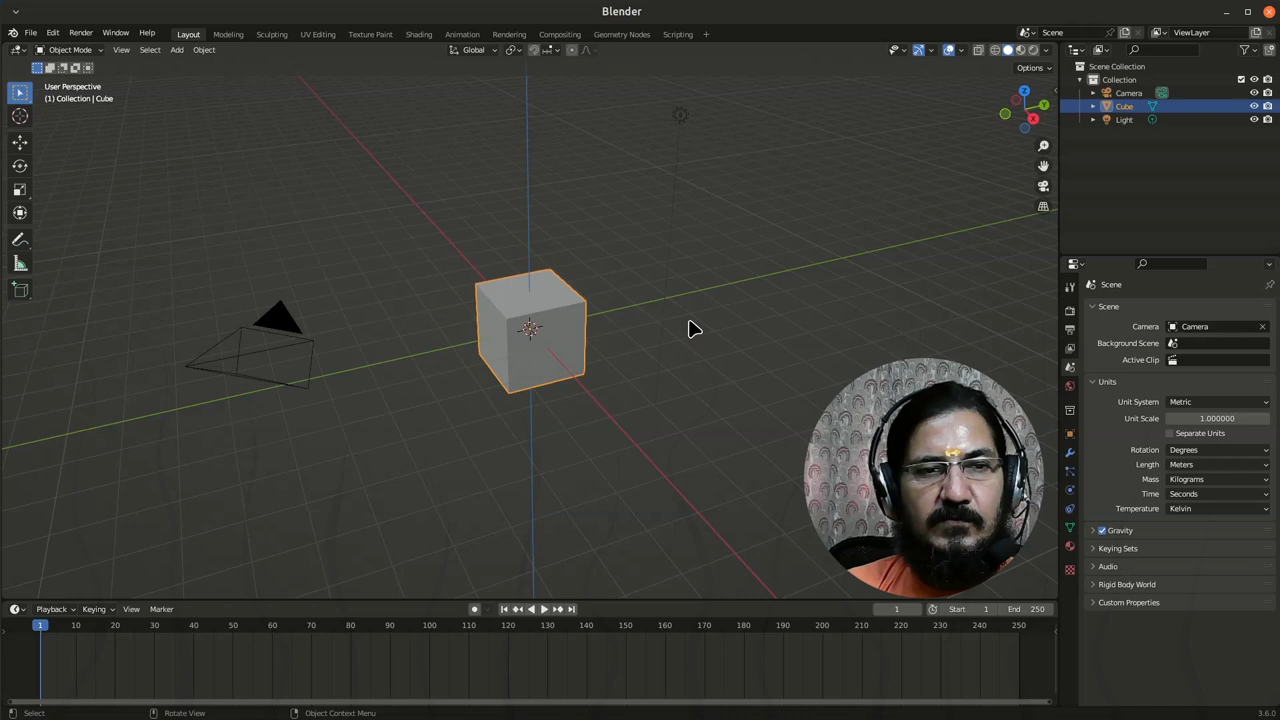 Blender
File Edit Render Window Help Layout Modeling Sculpting UV Editing Texture Paint Shading Animation Rendering Compositing Geometry Nodes Scripting + Scene ViewLayer
Object Mode View Select Add Object Global
Options
User Perspective
(1) Collection | Cube
Z
Y
X
Scene Collection
Collection
Camera
Cube
Light
Scene
Scene
Camera Camera
Background Scene
Active Clip
Units
Unit System Metric
Unit Scale 1.000000
Separate Units
Rotation Degrees
Length Meters
Mass Kilograms
Time Seconds
Temperature Kelvin
Gravity
Keying Sets
Audio
Rigid Body World
Custom Properties
Playback Keying View Marker 1 Start 1 End 250
1 10 20 30 40 50 60 70 80 90 100 110 120 130 140 150 160 170 180 190 200 210 220 230 240 250
Select Rotate View Object Context Menu 3.6.0